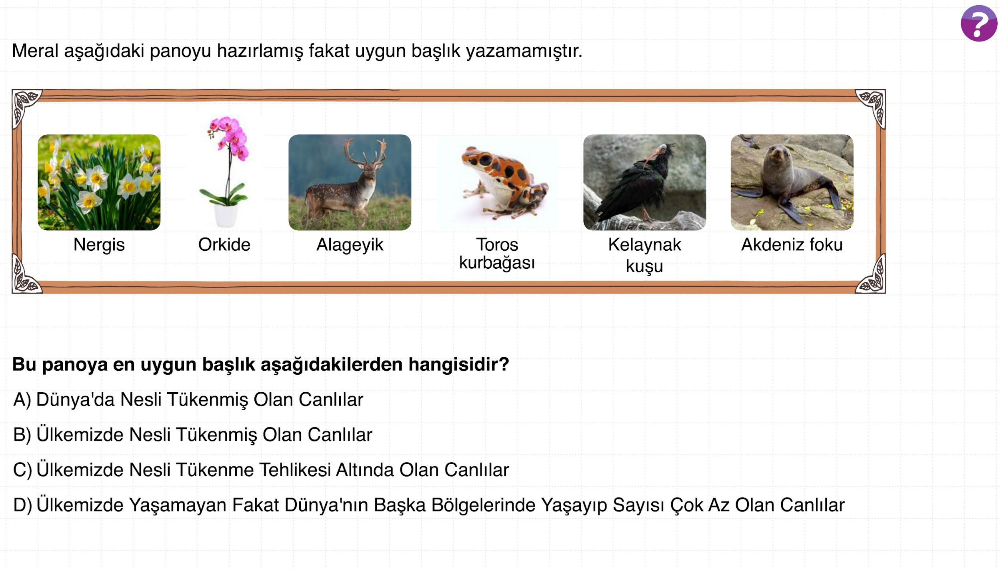 ?
Meral aşağıdaki panoyu hazırlamış fakat uygun başlık yazamamıştır.
Nergis
Orkide
Alageyik
Toros
kurbağası
Kelaynak
kuşu
Akdeniz foku
Bu panoya en uygun başlık aşağıdakilerden hangisidir?
A) Dünya'da Nesli Tükenmiş Olan Canlılar
B) Ülkemizde Nesli Tükenmiş Olan Canlılar
C) Ülkemizde Nesli Tükenme Tehlikesi Altında Olan Canlılar
D) Ülkemizde Yaşamayan Fakat Dünya'nın Başka Bölgelerinde Yaşayıp Sayısı Çok Az Olan Canlılar